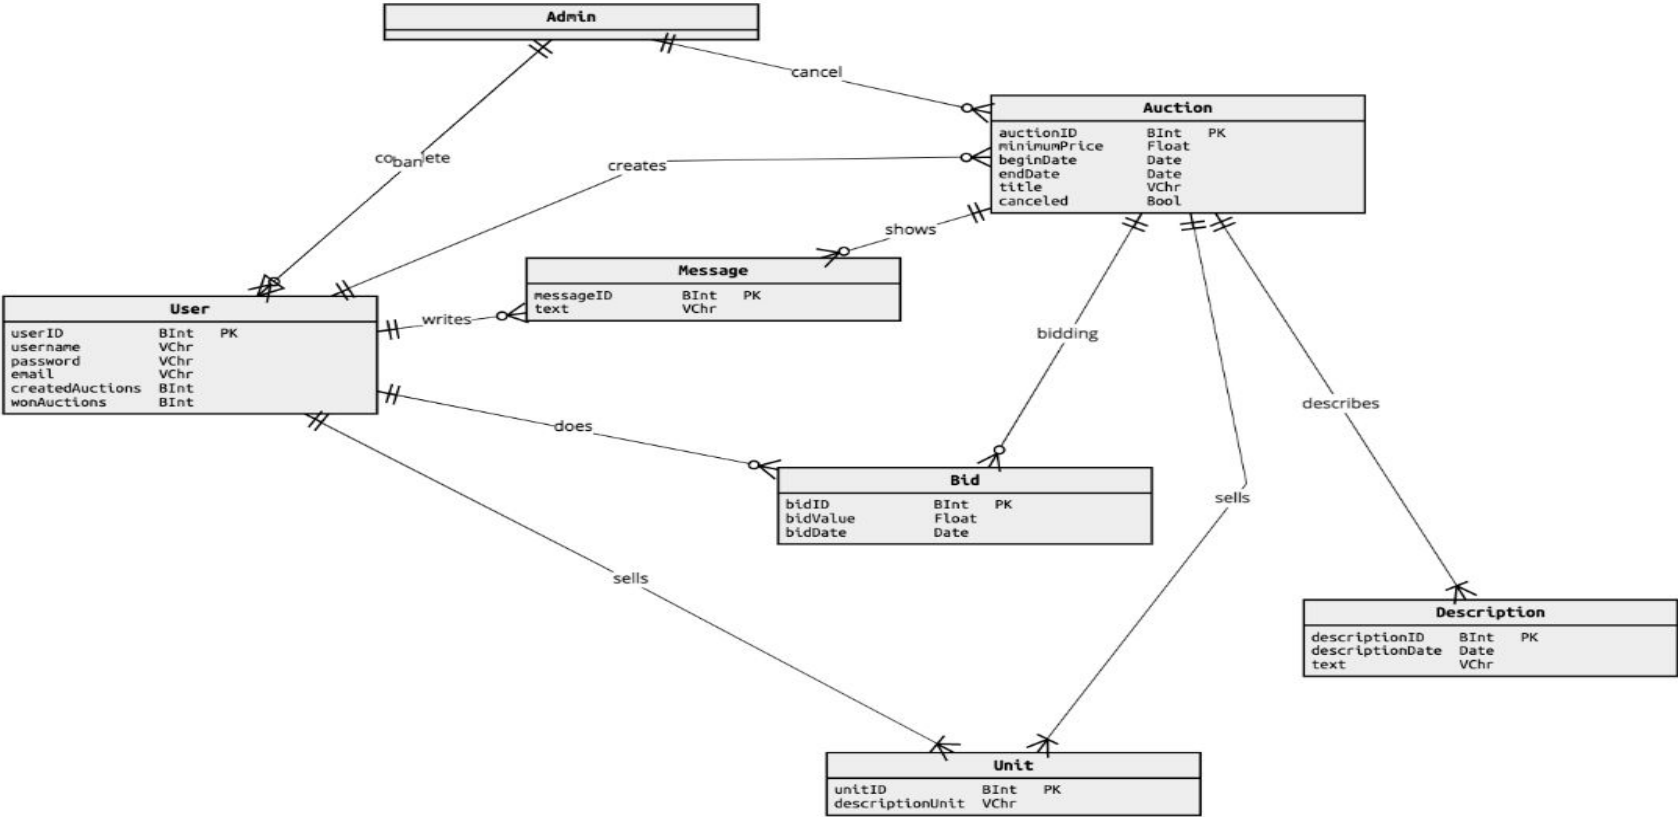 Admin
cancel
Auction
auctionID BInt PK
minimumPrice Float
beginDate Date
endDate Date
title VChr
canceled Bool
ban
creates
shows
Message
messageID BInt PK
text VChr
User
userID BInt PK
username VChr
password VChr
email VChr
createdAuctions BInt
wonAuctions BInt
writes
bidding
does
describes
Bid
bidID BInt PK
bidValue Float
bidDate Date
sells
sells
Description
descriptionID BInt PK
descriptionDate Date
text VChr
Unit
unitID BInt PK
descriptionUnit VChr